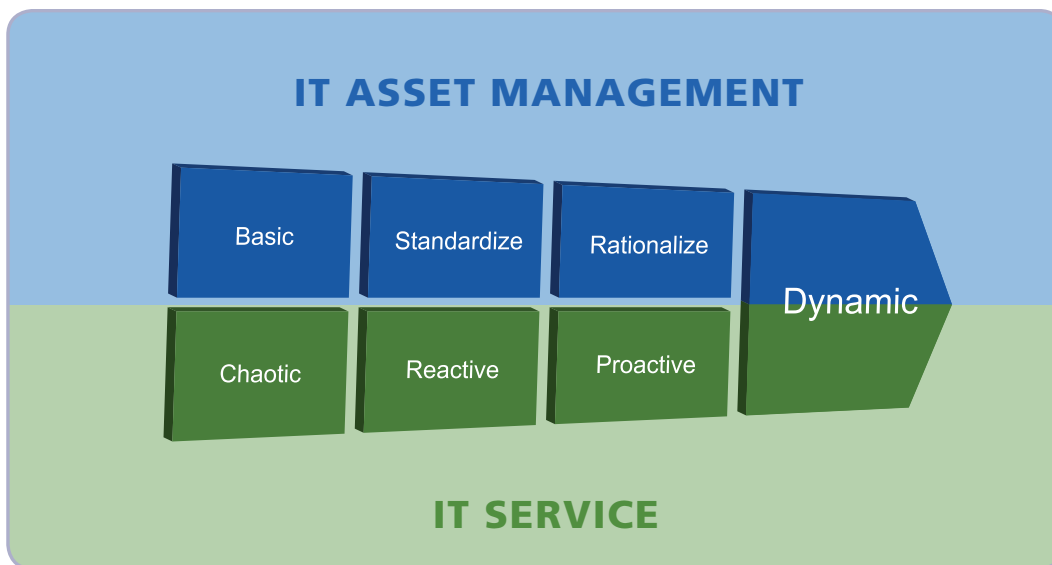 IT ASSET MANAGEMENT
Basic
Standardize
Rationalize
Dynamic
Chaotic
Reactive
Proactive
IT SERVICE